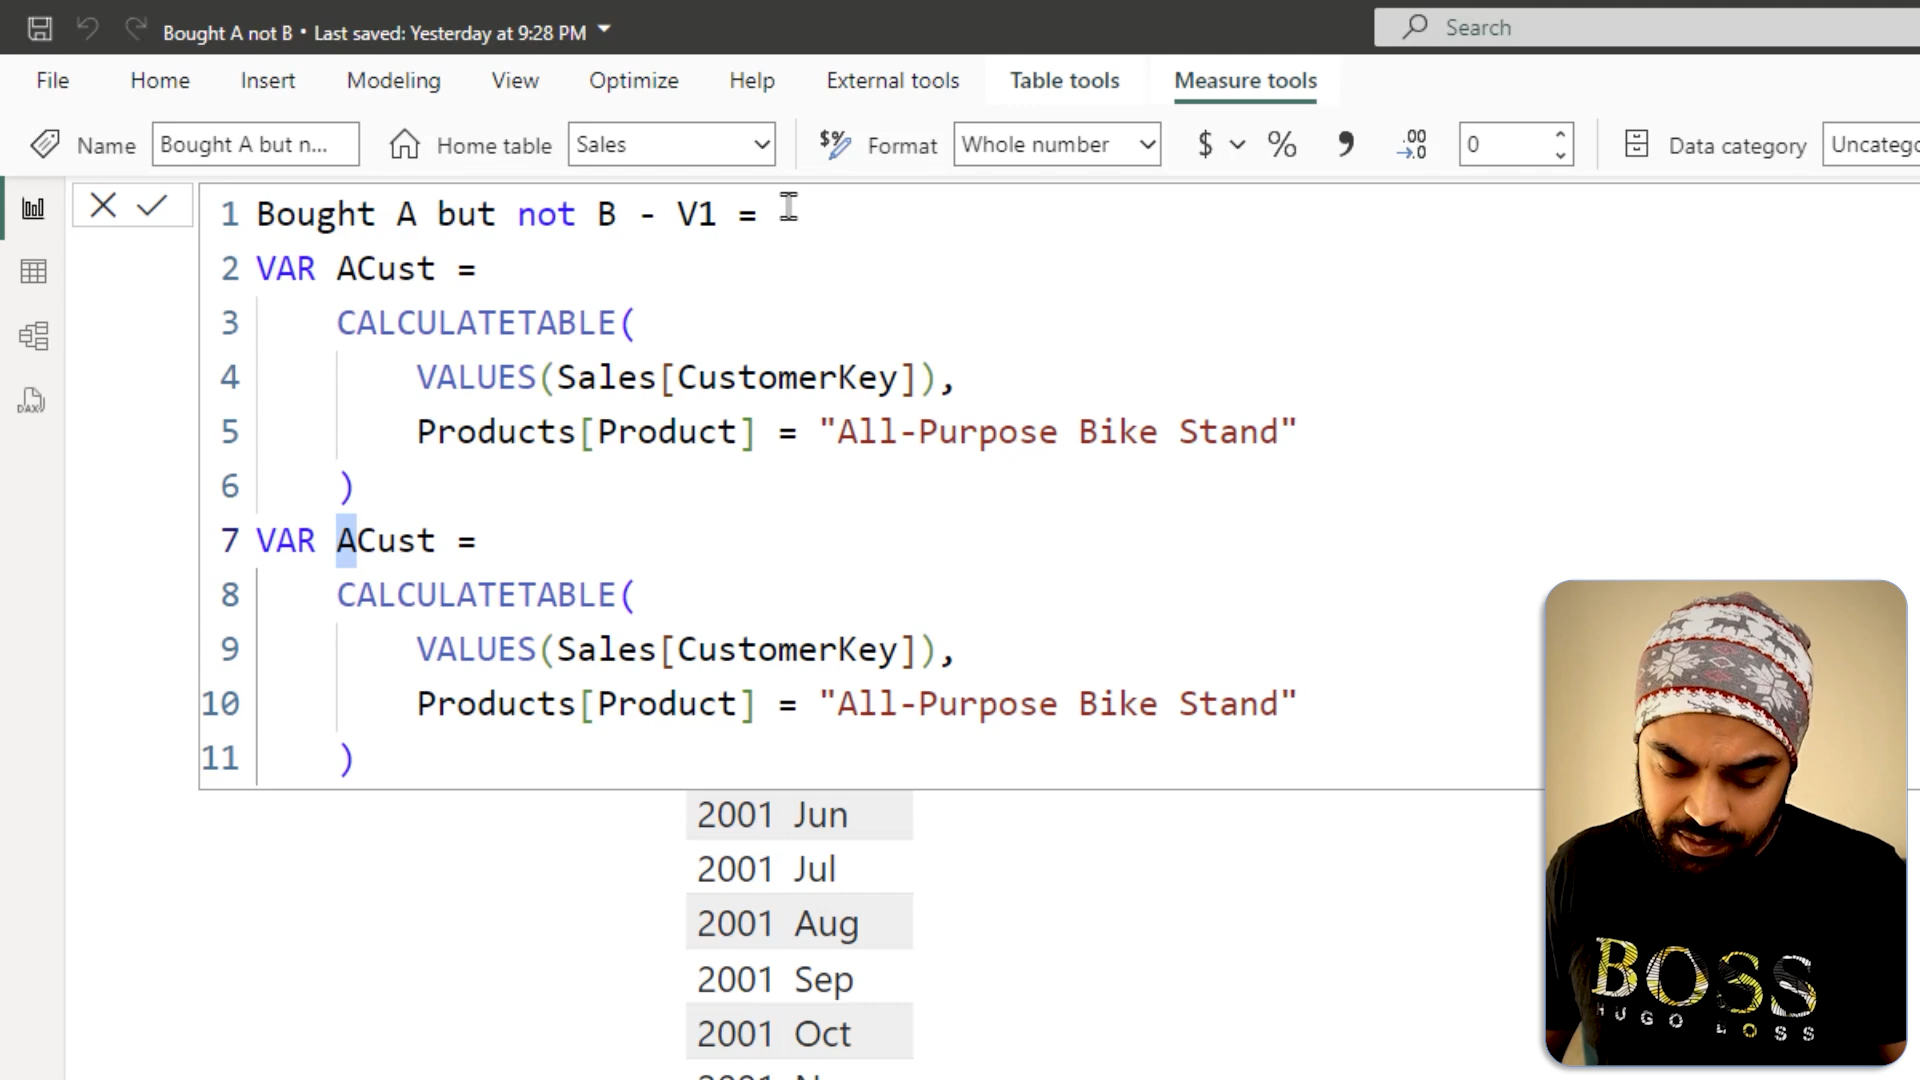 Bought A not B • Last saved: Yesterday at 9:28 PM
Search
File Home Insert Modeling View Optimize Help External tools Table tools Measure tools
Name Bought A but n... Home table Sales Format Whole number $ % , .00 →.0 0 Data category Uncatego
1 Bought A but not B - V1 =
2 VAR ACust =
3 CALCULATETABLE(
4 VALUES(Sales[CustomerKey]),
5 Products[Product] = "All-Purpose Bike Stand"
6 )
7 VAR ACust =
8 CALCULATETABLE(
9 VALUES(Sales[CustomerKey]),
10 Products[Product] = "All-Purpose Bike Stand"
11 )
DAX
2001 Jun
2001 Jul
2001 Aug
2001 Sep
2001 Oct
BOSS
HUGO BOSS